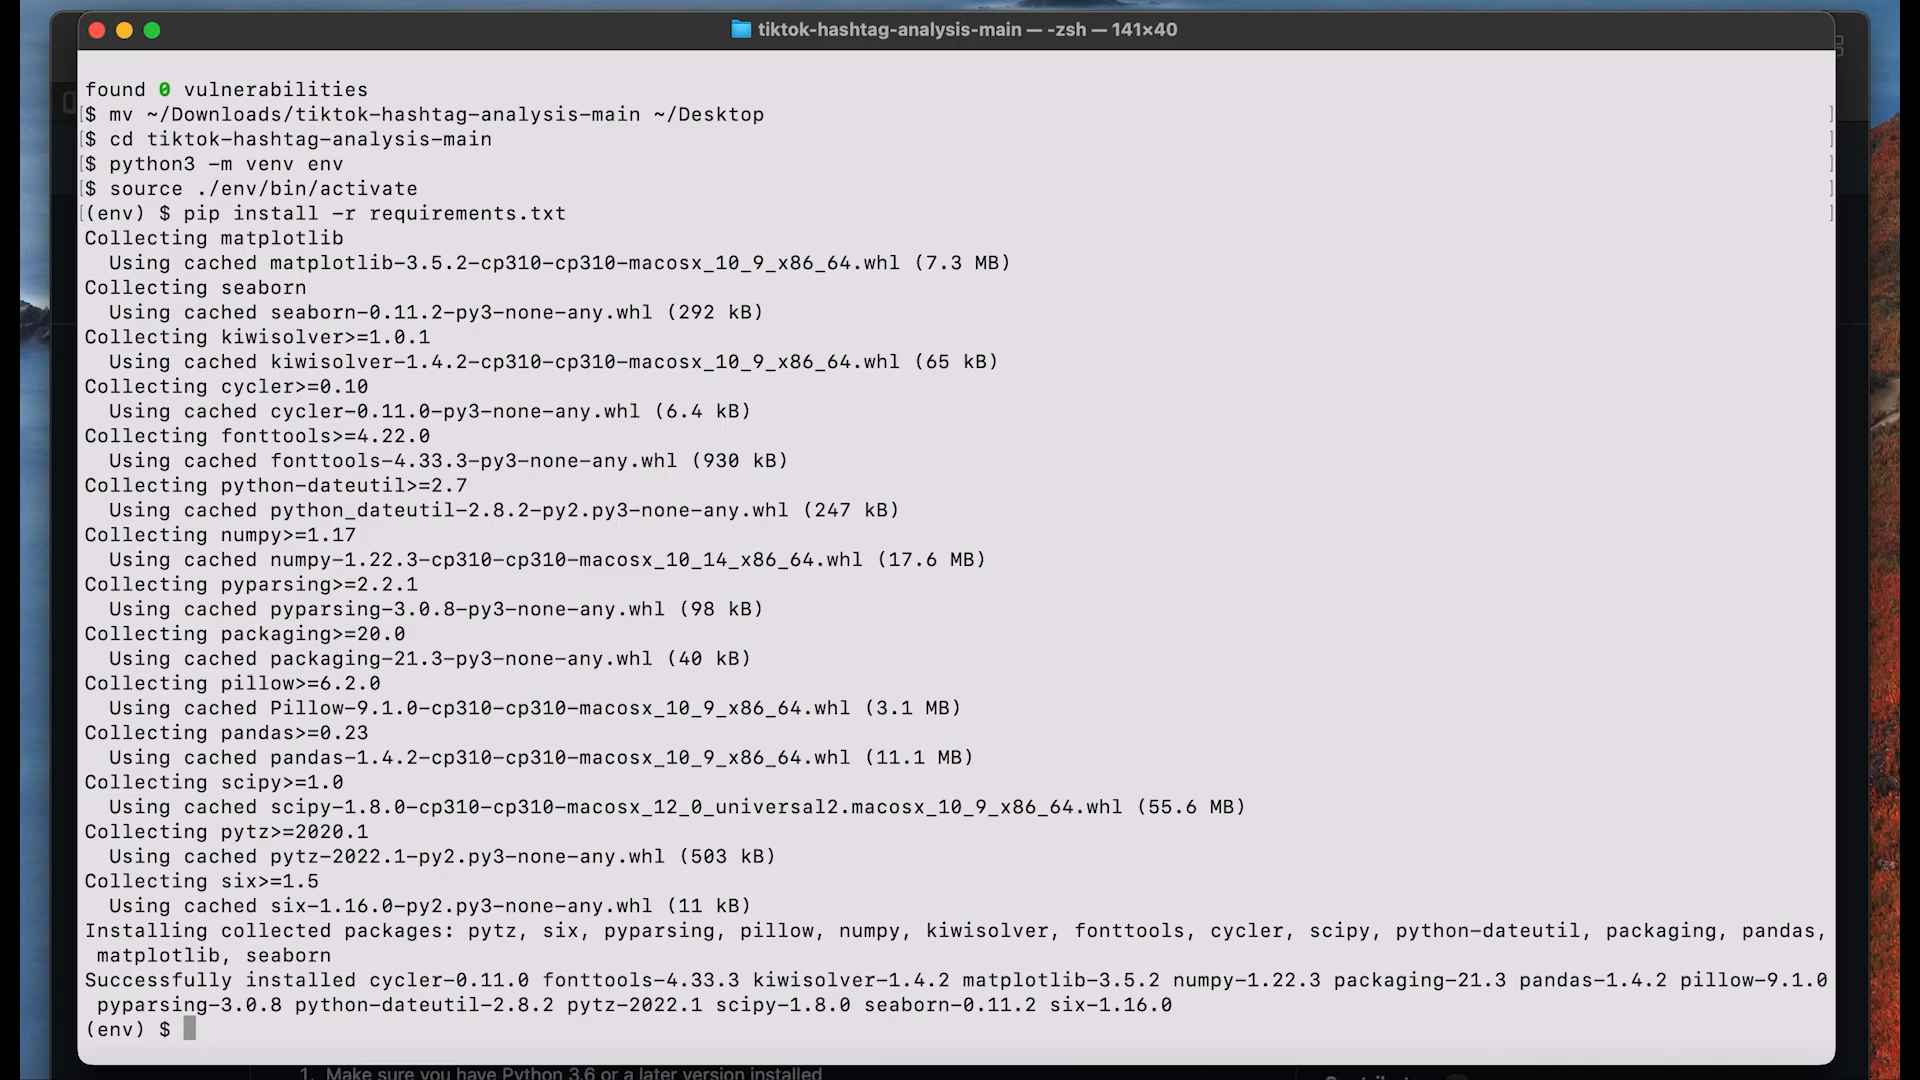 tiktok-hashtag-analysis-main — -zsh — 141×40
found 0 vulnerabilities
[$ mv ~/Downloads/tiktok-hashtag-analysis-main ~/Desktop ]
[$ cd tiktok-hashtag-analysis-main ]
[$ python3 -m venv env ]
[$ source ./env/bin/activate ]
[(env) $ pip install -r requirements.txt ]
Collecting matplotlib
  Using cached matplotlib-3.5.2-cp310-cp310-macosx_10_9_x86_64.whl (7.3 MB)
Collecting seaborn
  Using cached seaborn-0.11.2-py3-none-any.whl (292 kB)
Collecting kiwisolver>=1.0.1
  Using cached kiwisolver-1.4.2-cp310-cp310-macosx_10_9_x86_64.whl (65 kB)
Collecting cycler>=0.10
  Using cached cycler-0.11.0-py3-none-any.whl (6.4 kB)
Collecting fonttools>=4.22.0
  Using cached fonttools-4.33.3-py3-none-any.whl (930 kB)
Collecting python-dateutil>=2.7
  Using cached python_dateutil-2.8.2-py2.py3-none-any.whl (247 kB)
Collecting numpy>=1.17
  Using cached numpy-1.22.3-cp310-cp310-macosx_10_14_x86_64.whl (17.6 MB)
Collecting pyparsing>=2.2.1
  Using cached pyparsing-3.0.8-py3-none-any.whl (98 kB)
Collecting packaging>=20.0
  Using cached packaging-21.3-py3-none-any.whl (40 kB)
Collecting pillow>=6.2.0
  Using cached Pillow-9.1.0-cp310-cp310-macosx_10_9_x86_64.whl (3.1 MB)
Collecting pandas>=0.23
  Using cached pandas-1.4.2-cp310-cp310-macosx_10_9_x86_64.whl (11.1 MB)
Collecting scipy>=1.0
  Using cached scipy-1.8.0-cp310-cp310-macosx_12_0_universal2.macosx_10_9_x86_64.whl (55.6 MB)
Collecting pytz>=2020.1
  Using cached pytz-2022.1-py2.py3-none-any.whl (503 kB)
Collecting six>=1.5
  Using cached six-1.16.0-py2.py3-none-any.whl (11 kB)
Installing collected packages: pytz, six, pyparsing, pillow, numpy, kiwisolver, fonttools, cycler, scipy, python-dateutil, packaging, pandas,
 matplotlib, seaborn
Successfully installed cycler-0.11.0 fonttools-4.33.3 kiwisolver-1.4.2 matplotlib-3.5.2 numpy-1.22.3 packaging-21.3 pandas-1.4.2 pillow-9.1.0
 pyparsing-3.0.8 python-dateutil-2.8.2 pytz-2022.1 scipy-1.8.0 seaborn-0.11.2 six-1.16.0
(env) $
1. Make sure you have Python 3.6 or a later version installed